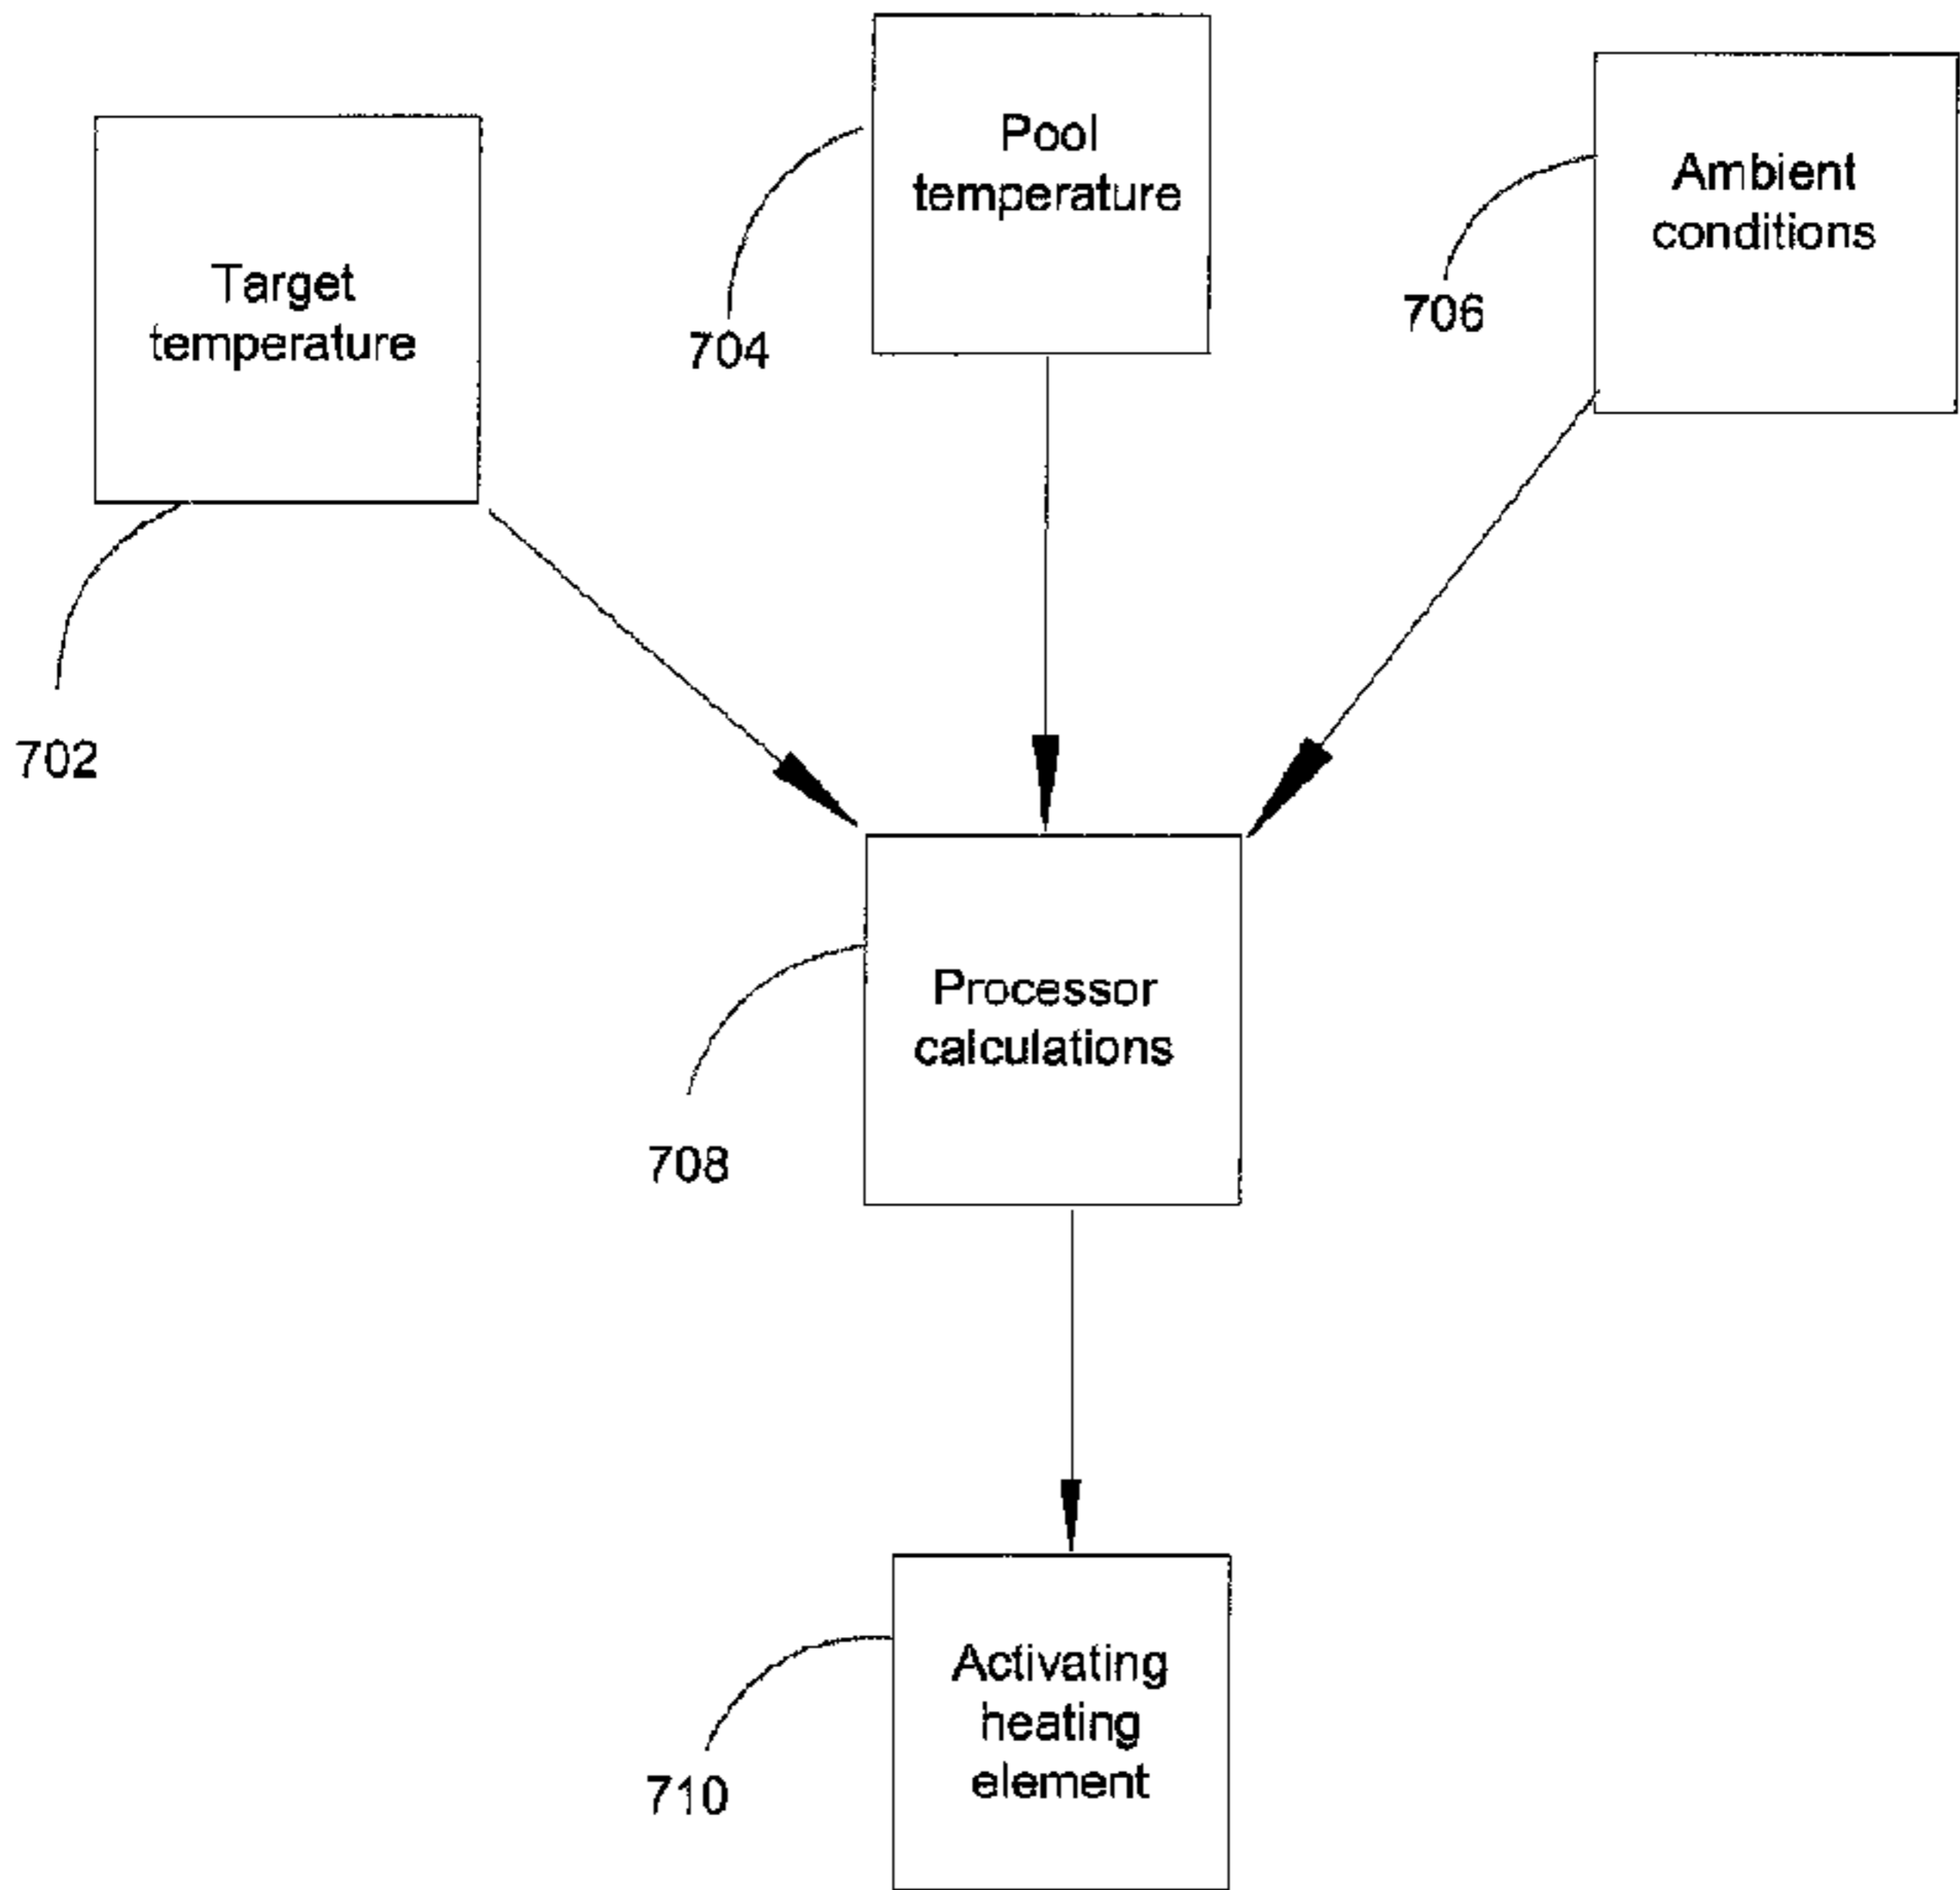 Target
temperature
702
Pool
temperature
704
Ambient
conditions
706
Processor
calculations
708
Activating
heating
element
710